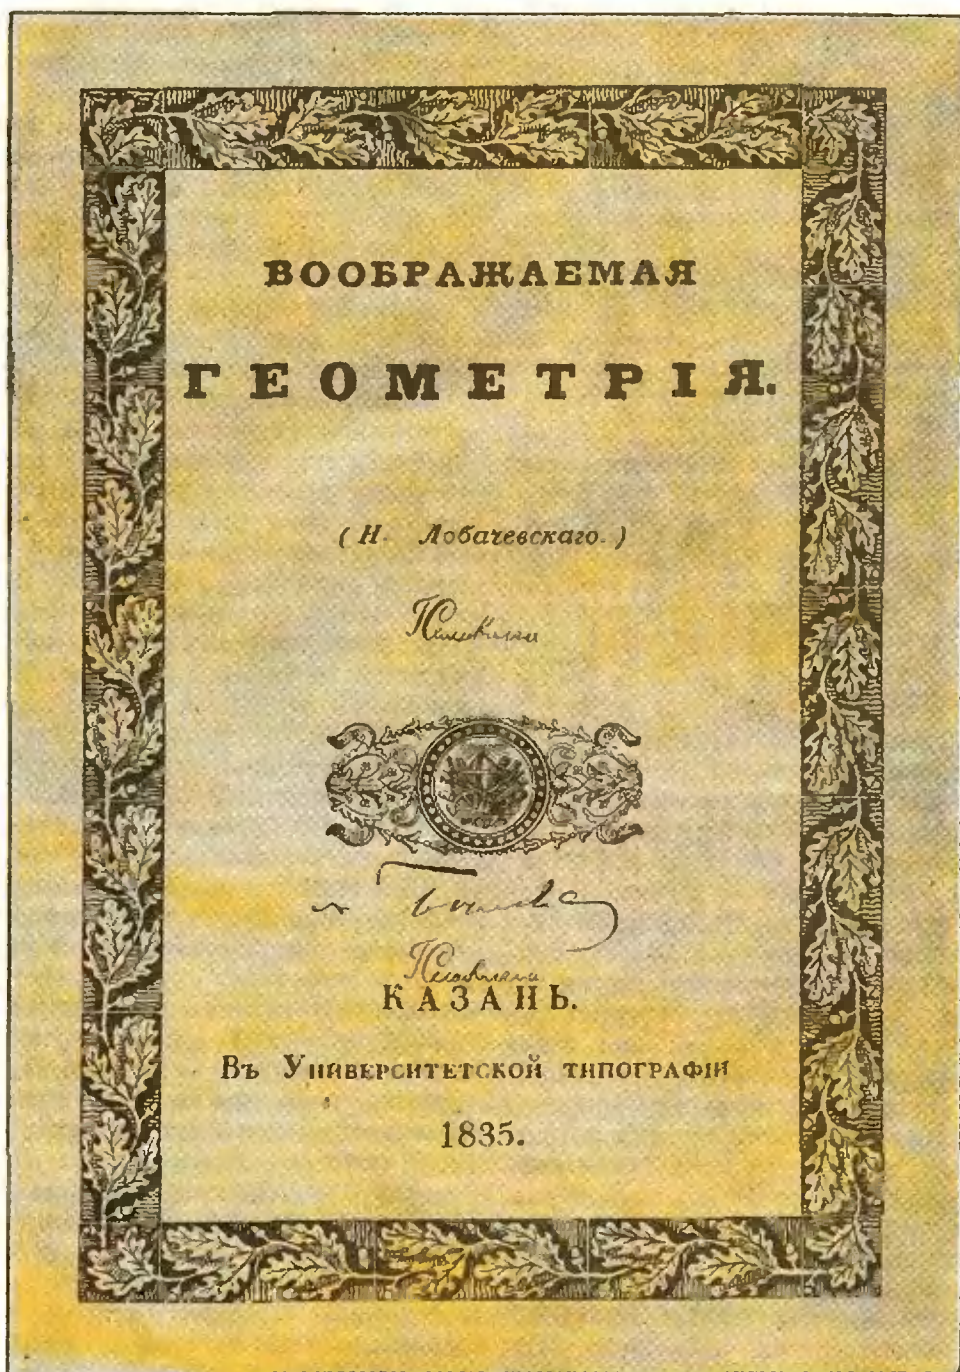 ВООБРАЖАЕМАЯ
ГЕОМЕТРІЯ.
( Н. Лобачевскаго. )
КАЗАНЬ.
Въ Университетской типографіи
1835.